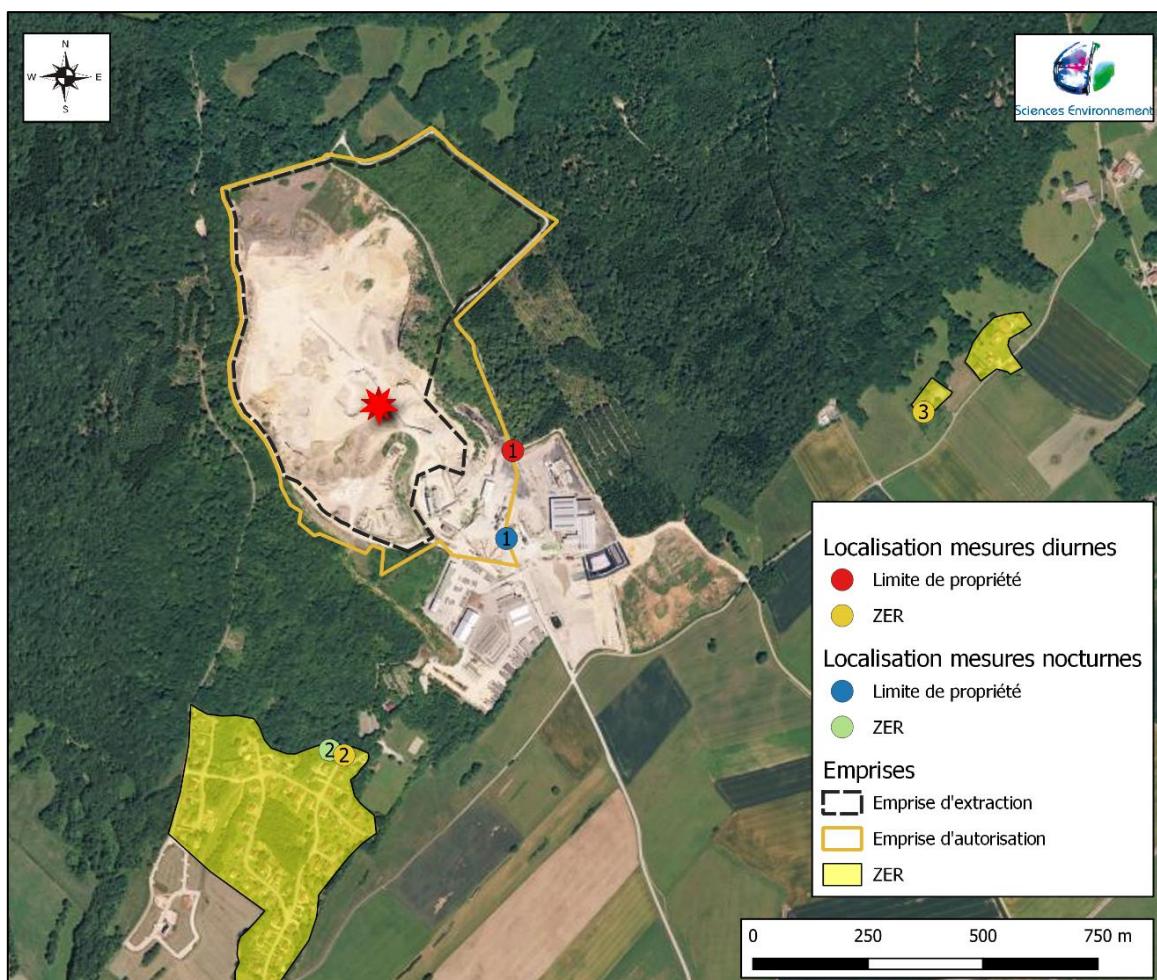 N
W E
S
Sciences Environnement
1
3
1
2 2
Localisation mesures diurnes
Limite de propriété
ZER
Localisation mesures nocturnes
Limite de propriété
ZER
Emprises
Emprise d'extraction
Emprise d'autorisation
ZER
0 250 500 750 m